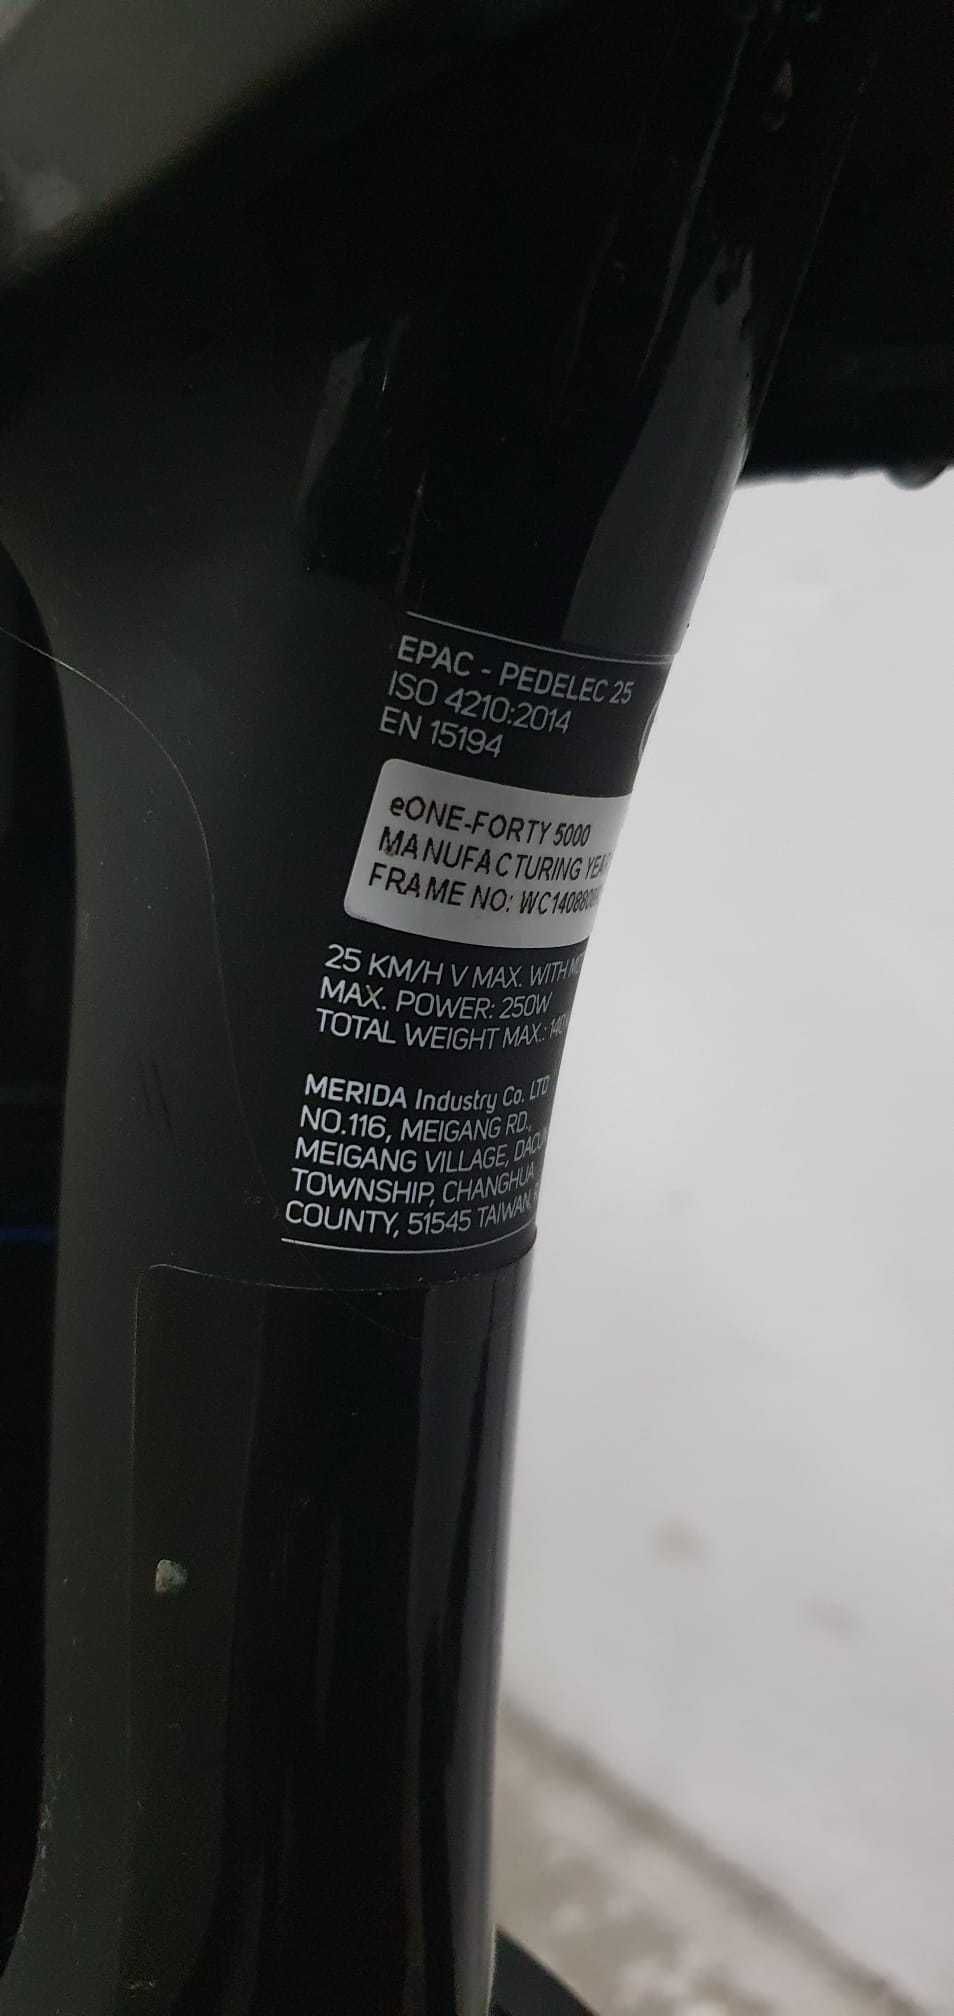 EPAC - PEDELEC 25
ISO 4210:2014
EN 15194
eONE-FORTY 5000
MANUFACTURING
FRAME NO:
25 KM/H V MAX. WITH
MAX. POWER: 250W
TOTAL WEIGHT MAX.:
MERIDA Industry Co. LTD
NO.116, MEIGANG RD.,
MEIGANG VILLAGE,
TOWNSHIP, CHANGHUA
COUNTY, 51545 TAIWAN,